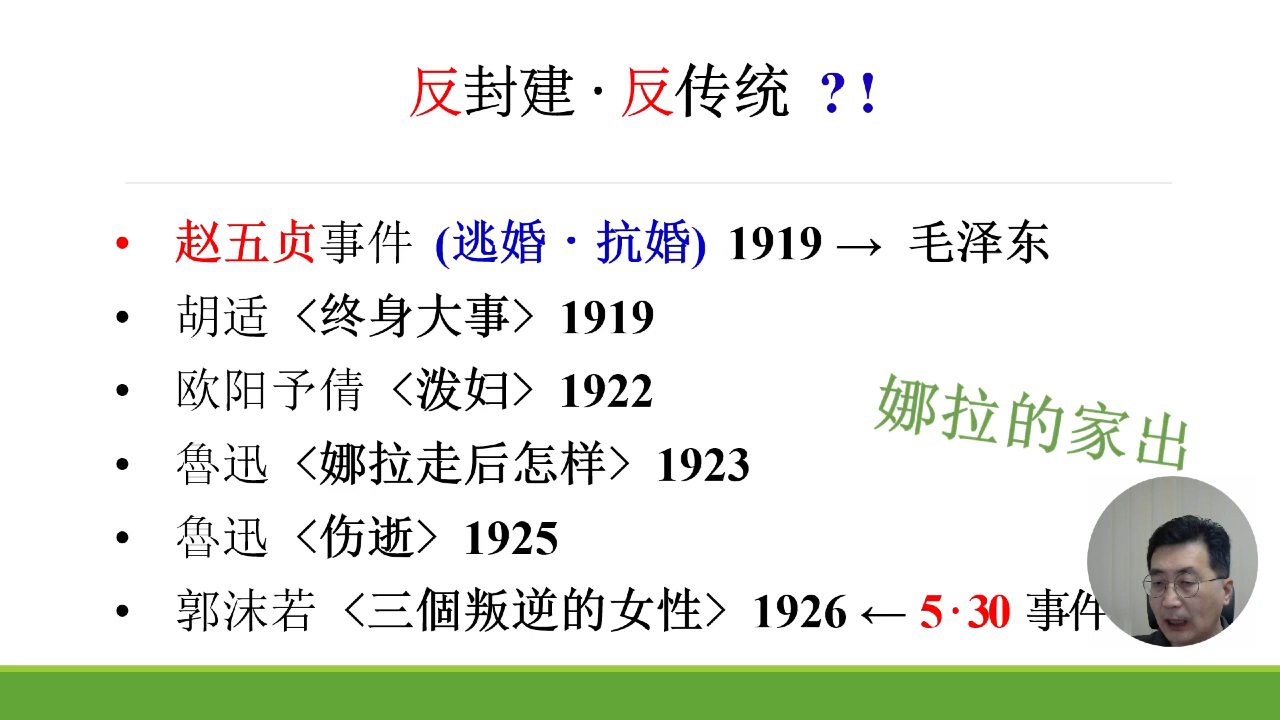 反封建 · 反传统 ? !
• 赵五贞事件 (逃婚 · 抗婚) 1919 → 毛泽东
• 胡适 <终身大事> 1919
• 欧阳予倩 <泼妇> 1922
• 魯迅 <娜拉走后怎样> 1923
• 魯迅 <伤逝> 1925
• 郭沫若 <三個叛逆的女性> 1926 ← 5·30 事件
娜拉的家出